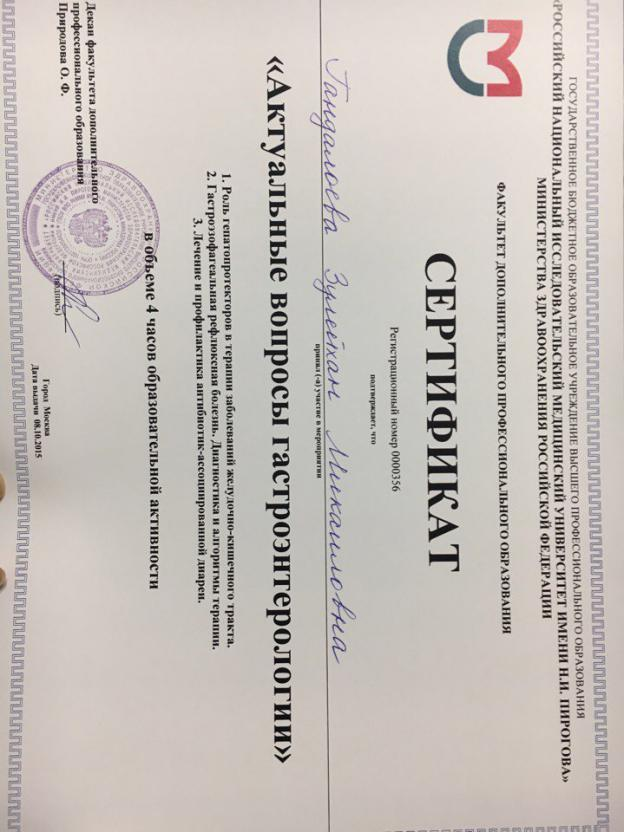 ГОСУДАРСТВЕННОЕ БЮДЖЕТНОЕ ОБРАЗОВАТЕЛЬНОЕ УЧРЕЖДЕНИЕ ВЫСШЕГО ПРОФЕССИОНАЛЬНОГО ОБРАЗОВАНИЯ
«РОССИЙСКИЙ НАЦИОНАЛЬНЫЙ ИССЛЕДОВАТЕЛЬСКИЙ МЕДИЦИНСКИЙ УНИВЕРСИТЕТ ИМЕНИ Н.И. ПИРОГОВА»
МИНИСТЕРСТВА ЗДРАВООХРАНЕНИЯ РОССИЙСКОЙ ФЕДЕРАЦИИ
ФАКУЛЬТЕТ ДОПОЛНИТЕЛЬНОГО ПРОФЕССИОНАЛЬНОГО ОБРАЗОВАНИЯ
СЕРТИФИКАТ
Регистрационный номер 0000356
подтверждает, что
Гандалоева Зулейхан Микаиловна
принял (-а) участие в мероприятии
«Актуальные вопросы гастроэнтерологии»
1. Роль гепатопротекторов в терапии заболеваний желудочно-кишечного тракта.
2. Гастроэзофагеальная рефлюксная болезнь. Диагностика и алгоритмы терапии.
3. Лечение и профилактика антибиотик-ассоциированной диареи.
в объеме 4 часов образовательной активности
Декан факультета дополнительного
профессионального образования
Природова О. Ф.
(подпись)
Город Москва
Дата выдачи 08.10.2015